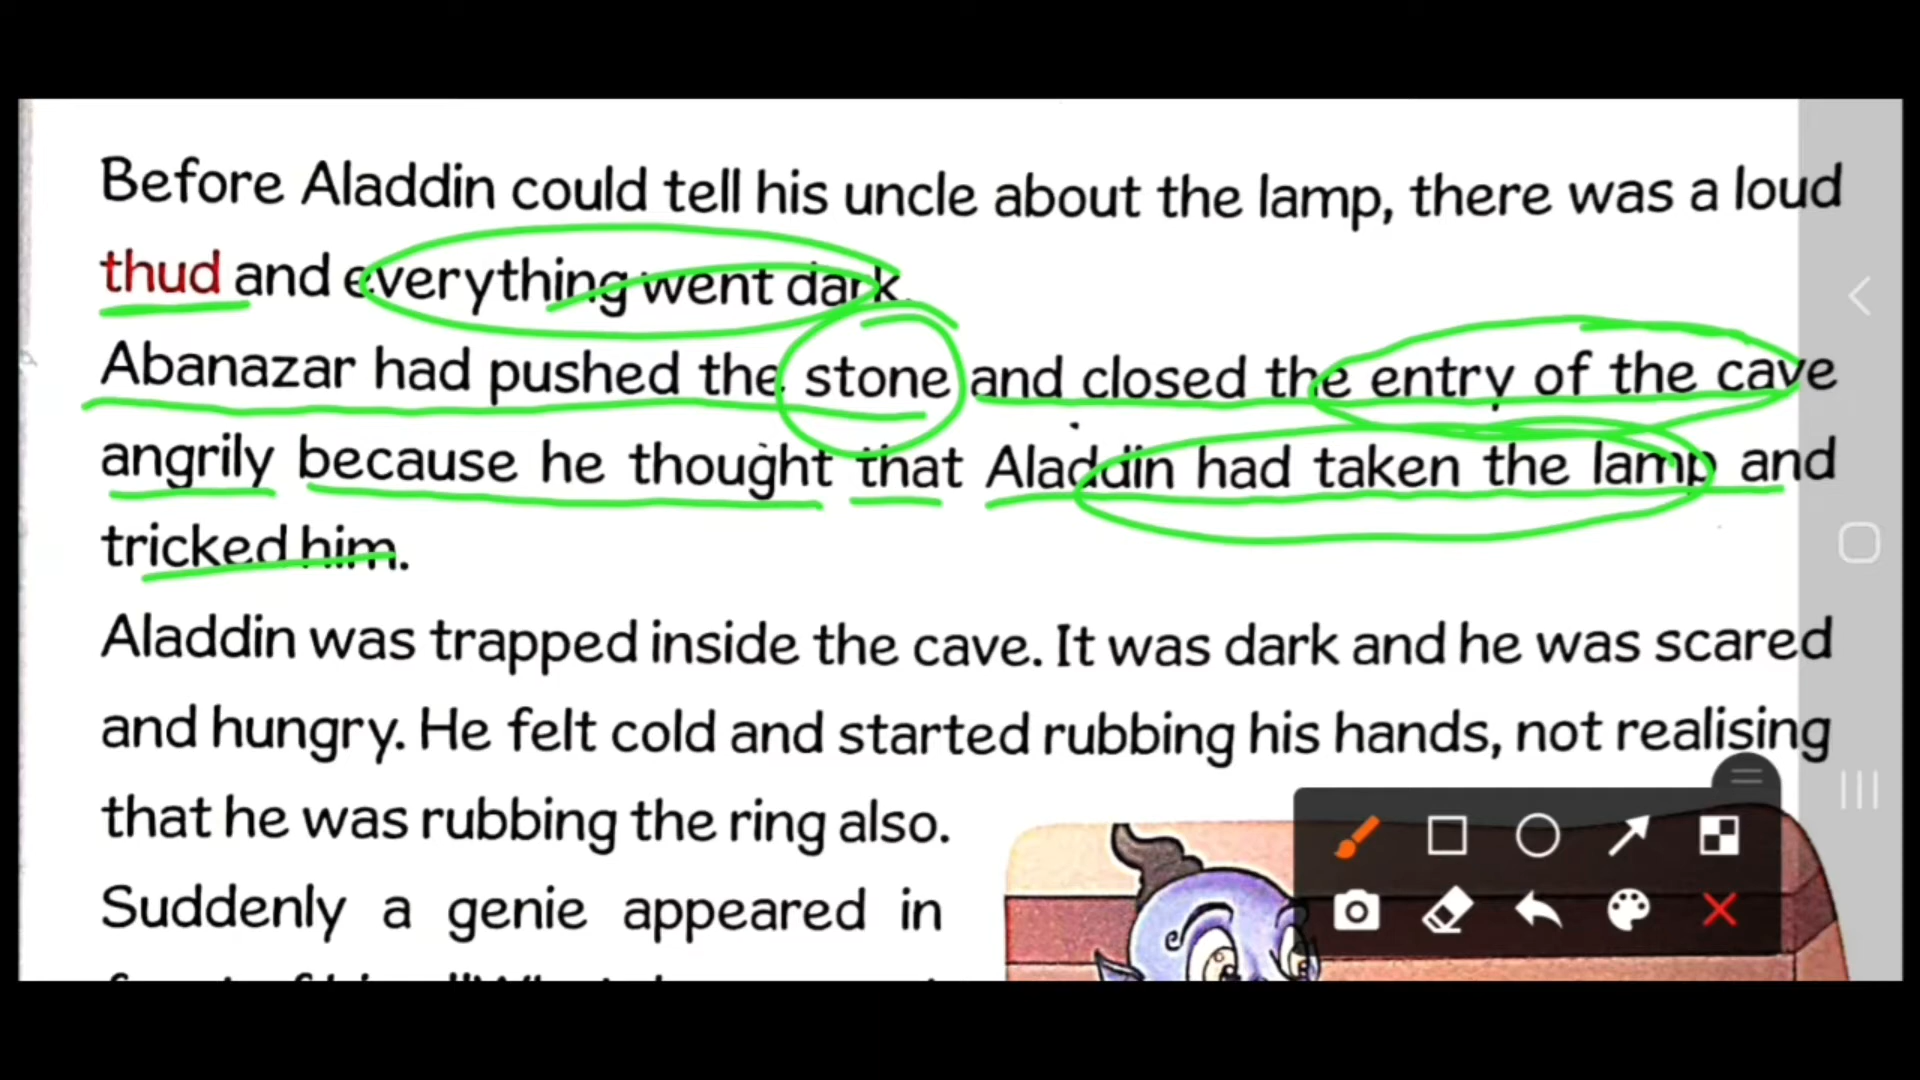 Before Aladdin could tell his uncle about the lamp, there was a loud
thud and everything went dark.
Abanazar had pushed the stone and closed the entry of the cave
angrily because he thought that Aladdin had taken the lamp and
tricked him.
Aladdin was trapped inside the cave. It was dark and he was scared
and hungry. He felt cold and started rubbing his hands, not realising
that he was rubbing the ring also.
Suddenly a genie appeared in